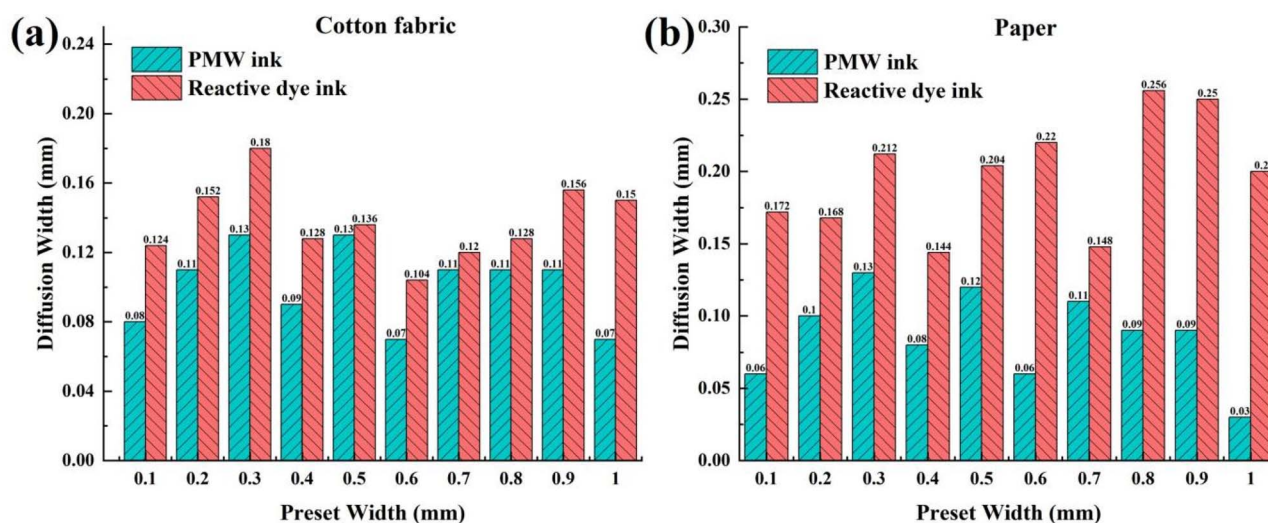 (a)
Cotton fabric
PMW ink
Reactive dye ink
Diffusion Width (mm)
0.24
0.20
0.16
0.12
0.08
0.04
0.00
0.08 0.124 0.11 0.152 0.13 0.18 0.09 0.128 0.13 0.136 0.07 0.104 0.11 0.12 0.11 0.128 0.11 0.156 0.07 0.15
0.1 0.2 0.3 0.4 0.5 0.6 0.7 0.8 0.9 1
Preset Width (mm)
(b)
Paper
PMW ink
Reactive dye ink
Diffusion Width (mm)
0.30
0.25
0.20
0.15
0.10
0.05
0.00
0.06 0.172 0.1 0.168 0.13 0.212 0.08 0.144 0.12 0.204 0.06 0.22 0.11 0.148 0.09 0.256 0.09 0.25 0.03 0.2
0.1 0.2 0.3 0.4 0.5 0.6 0.7 0.8 0.9 1
Preset Width (mm)